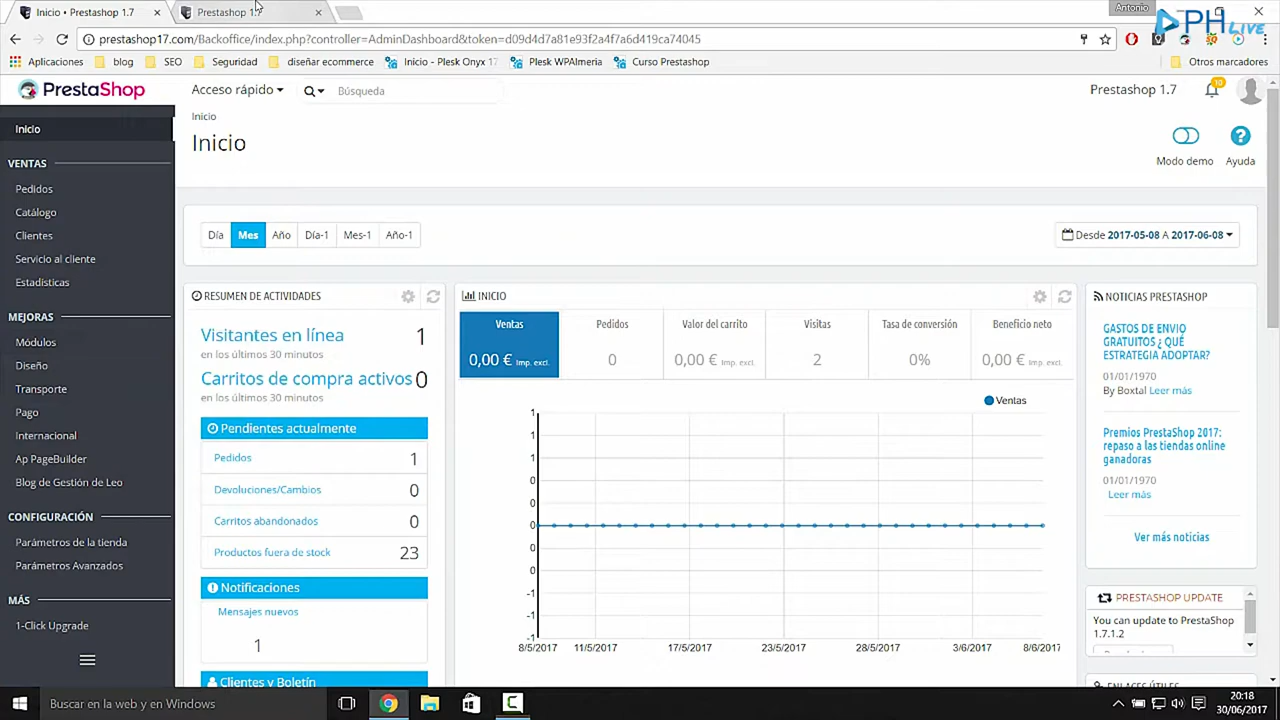 Inicio • Prestashop 1.7
Prestashop 1.7
Antonio
PH LIVE
prestashop17.com/Backoffice/index.php?controller=AdminDashboard&token=d09f4d7a81e93f2a4f7a6d419ca74045
Aplicaciones
blog
SEO
Seguridad
diseñar ecommerce
Inicio - Plesk Onyx 17
Plesk WPAlmeria
Curso Prestashop
Otros marcadores
PrestaShop
Acceso rápido
Búsqueda
Prestashop 1.7
10
Inicio
VENTAS
Pedidos
Catálogo
Clientes
Servicio al cliente
Estadísticas
MEJORAS
Módulos
Diseño
Transporte
Pago
Internacional
Ap PageBuilder
Blog de Gestión de Leo
CONFIGURACIÓN
Parámetros de la tienda
Parámetros Avanzados
MÁS
1-Click Upgrade
Inicio
Inicio
Modo demo
Ayuda
Día
Mes
Año
Día-1
Mes-1
Año-1
Desde 2017-05-08 A 2017-06-08
RESUMEN DE ACTIVIDADES
Visitantes en línea 1
en los últimos 30 minutos
Carritos de compra activos 0
en los últimos 30 minutos
Pendientes actualmente
Pedidos 1
Devoluciones/Cambios 0
Carritos abandonados 0
Productos fuera de stock 23
Notificaciones
Mensajes nuevos
1
Clientes y Boletín
INICIO
Ventas
0,00 € Imp. excl.
Pedidos
0
Valor del carrito
0,00 € Imp. excl.
Visitas
2
Tasa de conversión
0%
Beneficio neto
0,00 € Imp. excl.
Ventas
1
1
1
0
0
0
0
0
-1
-1
-1
8/5/2017
11/5/2017
17/5/2017
23/5/2017
28/5/2017
3/6/2017
8/6/2017
NOTICIAS PRESTASHOP
GASTOS DE ENVIO
GRATUITOS ¿ QUÉ
ESTRATEGIA ADOPTAR?
01/01/1970
By Boxtal Leer más
Premios PrestaShop 2017:
repaso a las tiendas online
ganadoras
01/01/1970
Leer más
Ver más noticias
PRESTASHOP UPDATE
You can update to PrestaShop
1.7.1.2
ENLACES ÚTILES
Buscar en la web y en Windows
20:18
30/06/2017